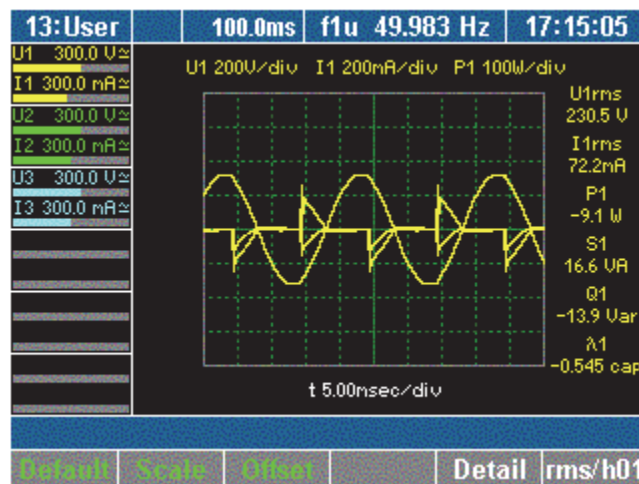 13:User 100.0ms f1u 49.983 Hz 17:15:05
U1 300.0 V≃
I1 300.0 mA≃
U2 300.0 V≃
I2 300.0 mA≃
U3 300.0 V≃
I3 300.0 mA≃
U1 200V/div I1 200mA/div P1 100W/div
U1rms
230.5 V
I1rms
72.2mA
P1
-9.1 W
S1
16.6 VA
Q1
-13.9 Var
λ1
-0.545 cap
t 5.00msec/div
Default Scale Offset Detail rms/h01